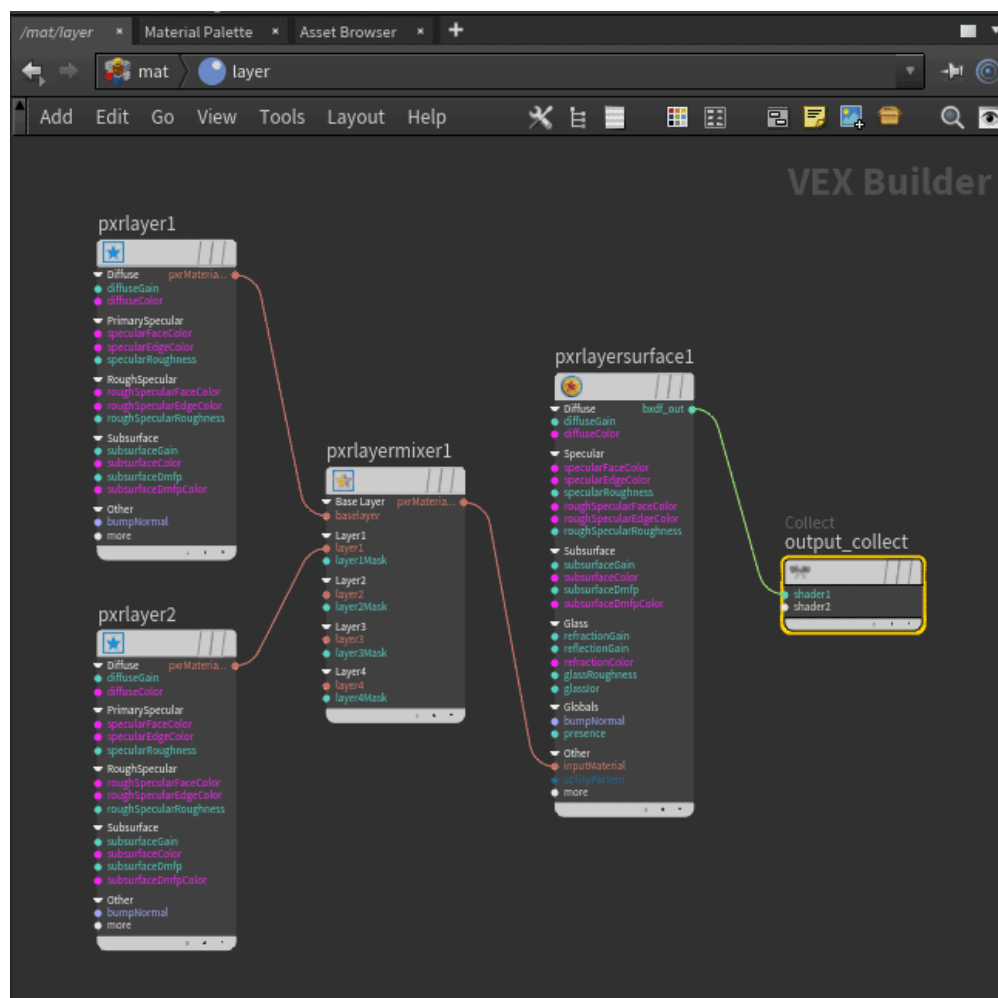 /mat/layer × Material Palette × Asset Browser × +
mat layer
Add Edit Go View Tools Layout Help
VEX Builder
pxrlayer1
Diffuse pxrMateria...
diffuseGain
diffuseColor
PrimarySpecular
specularFaceColor
specularEdgeColor
specularRoughness
RoughSpecular
roughSpecularFaceColor
roughSpecularEdgeColor
roughSpecularRoughness
Subsurface
subsurfaceGain
subsurfaceColor
subsurfaceDmfp
subsurfaceDmfpColor
Other
bumpNormal
more
pxrlayer2
Diffuse pxrMateria...
diffuseGain
diffuseColor
PrimarySpecular
specularFaceColor
specularEdgeColor
specularRoughness
RoughSpecular
roughSpecularFaceColor
roughSpecularEdgeColor
roughSpecularRoughness
Subsurface
subsurfaceGain
subsurfaceColor
subsurfaceDmfp
subsurfaceDmfpColor
Other
bumpNormal
more
pxrlayermixer1
Base Layer pxrMateria...
baselayer
Layer1
layer1
layer1Mask
Layer2
layer2
layer2Mask
Layer3
layer3
layer3Mask
Layer4
layer4
layer4Mask
pxrlayersurface1
Diffuse bxdf_out
diffuseGain
diffuseColor
Specular
specularFaceColor
specularEdgeColor
specularRoughness
roughSpecularFaceColor
roughSpecularEdgeColor
roughSpecularRoughness
Subsurface
subsurfaceGain
subsurfaceColor
subsurfaceDmfp
subsurfaceDmfpColor
Glass
refractionGain
reflectionGain
refractionColor
glassRoughness
glassIor
Globals
bumpNormal
presence
Other
inputMaterial
utilityPattern
more
Collect
output_collect
shader1
shader2